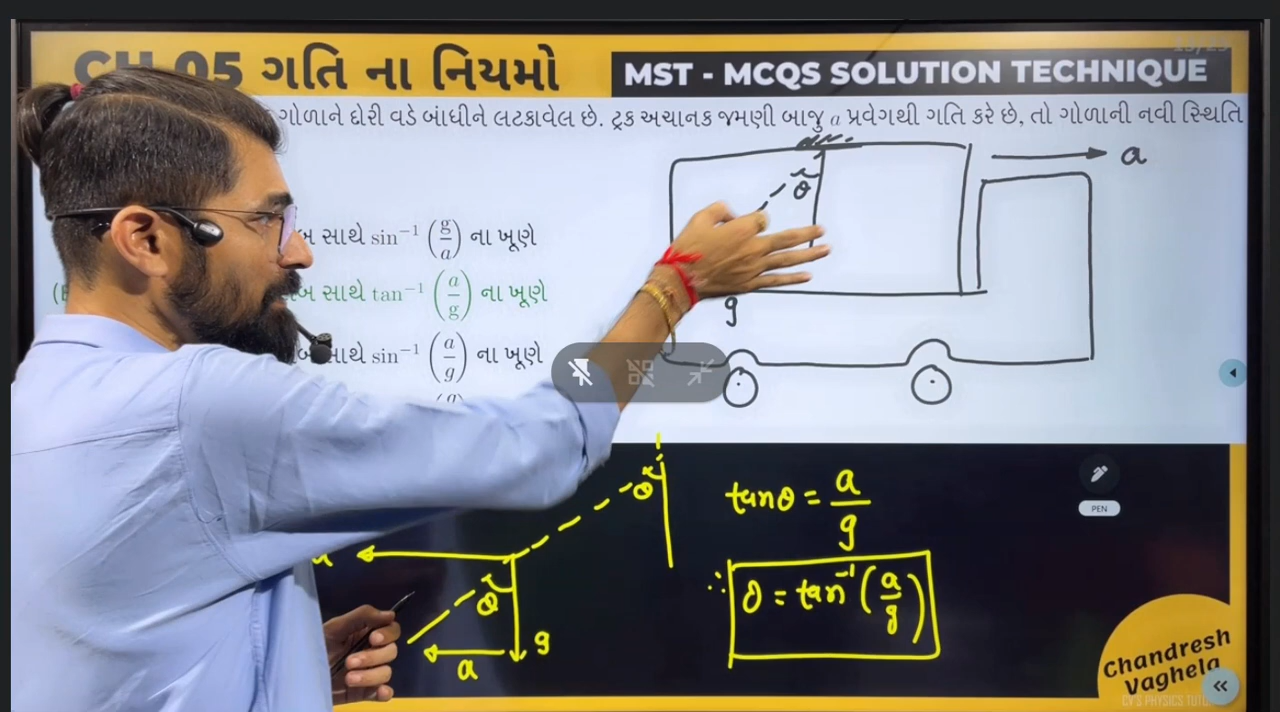 05 ગતિ ના નિયમો
MST - MCQS SOLUTION TECHNIQUE
ગોળાને દોરી વડે બાંધીને લટકાવેલ છે. ટ્રક અચાનક જમણી બાજુ a પ્રવેગથી ગતિ કરે છે, તો ગોળાની નવી સ્થિતિ
a
θ
સાથે sin⁻¹ (g/a) ના ખૂણે
સાથે tan⁻¹ (a/g) ના ખૂણે
g
સાથે sin⁻¹ (a/g) ના ખૂણે
θ
tanθ = a/g
PEN
θ
g
a
∴ θ = tan⁻¹(a/g)
Chandresh
Vaghela